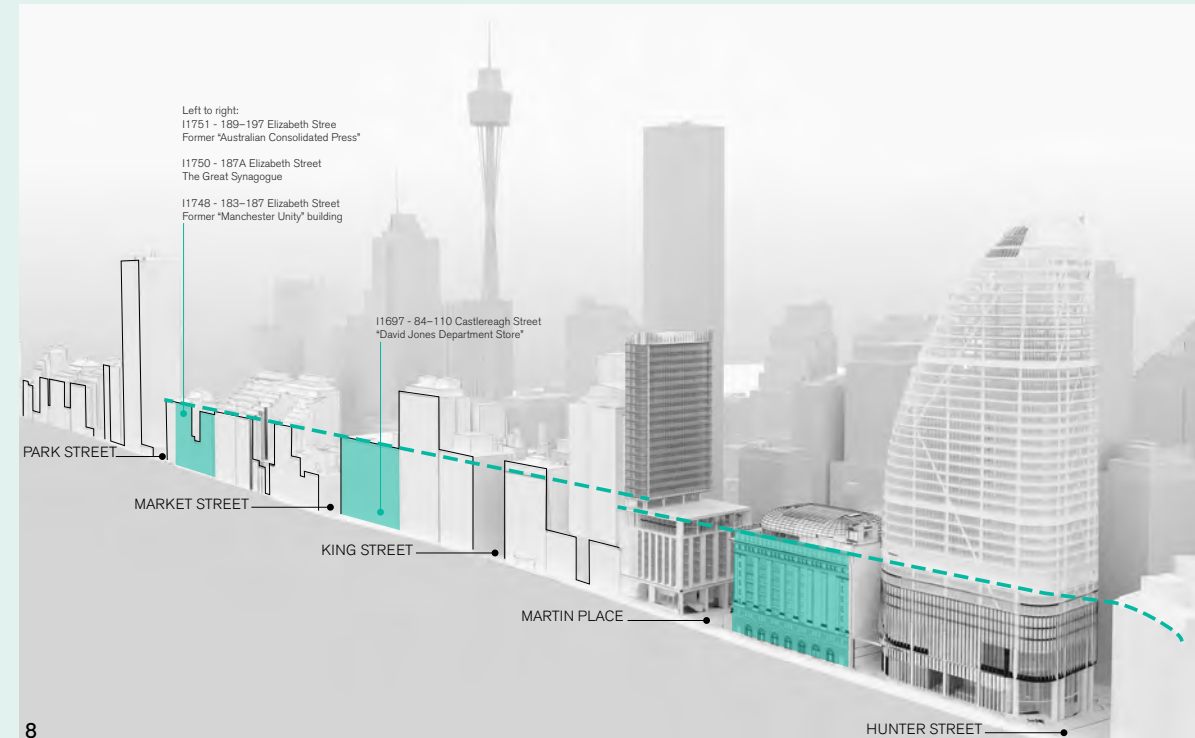 Left to right:
I1751 - 189–197 Elizabeth Stree
Former “Australian Consolidated Press”
I1750 - 187A Elizabeth Street
The Great Synagogue
I1748 - 183–187 Elizabeth Street
Former “Manchester Unity” building
I1697 - 84–110 Castlereagh Street
“David Jones Department Store”
PARK STREET
MARKET STREET
KING STREET
MARTIN PLACE
HUNTER STREET
8